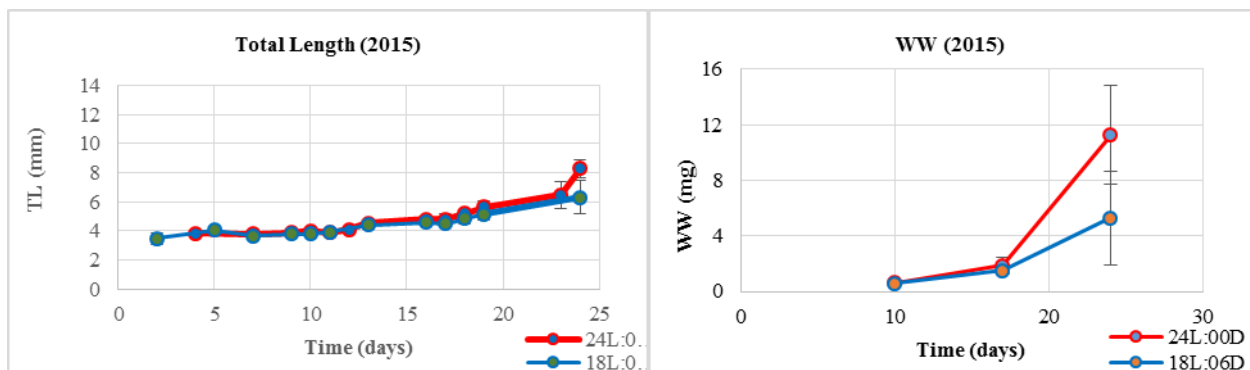 Total Length (2015)
TL (mm)
14
12
10
8
6
4
2
0
0 5 10 15 20 25
Time (days)
24L:0..
18L:0..
WW (2015)
WW (mg)
16
12
8
4
0
0 10 20 30
Time (days)
24L:00D
18L:06D